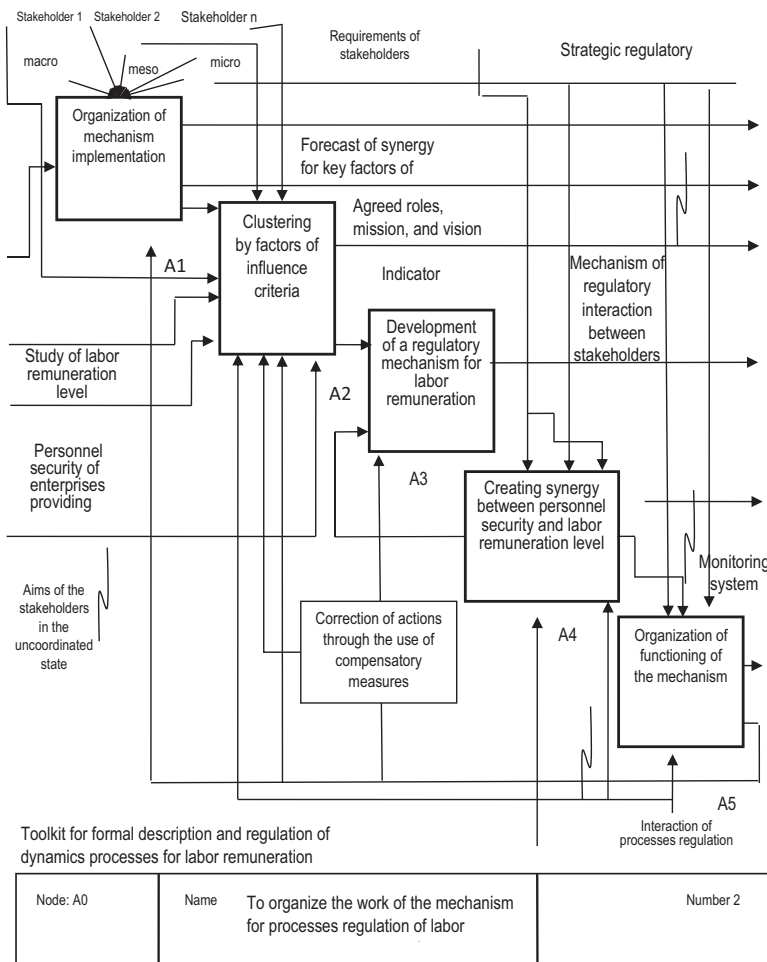 Stakeholder 1
Stakeholder 2
Stakeholder n
macro
meso
micro
Requirements of
stakeholders
Strategic regulatory
Organization of
mechanism
implementation
Forecast of synergy
for key factors of
Agreed roles,
mission, and vision
Clustering
by factors of
influence
criteria
A1
Indicator
Mechanism of
regulatory
interaction
between
stakeholders
Development
of a regulatory
mechanism for
labor
remuneration
Study of labor
remuneration
level
A2
Personnel
security of
enterprises
providing
A3
Creating synergy
between personnel
security and labor
remuneration level
Monitoring
system
Aims of the
stakeholders
in the
uncoordinated
state
Correction of actions
through the use of
compensatory
measures
A4
Organization of
functioning of
the mechanism
A5
Interaction of
processes regulation
Toolkit for formal description and regulation of
dynamics processes for labor remuneration
Node: A0
Name
To organize the work of the mechanism
for processes regulation of labor
Number 2